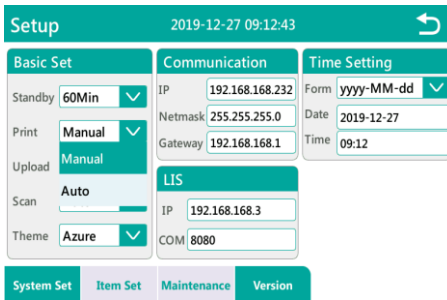 Setup 2019-12-27 09:12:43
Basic Set
Standby 60Min
Print Manual
Manual
Upload
Auto
Scan
Theme Azure
Communication
IP 192.168.168.232
Netmask 255.255.255.0
Gateway 192.168.168.1
LIS
IP 192.168.168.3
COM 8080
Time Setting
Form yyyy-MM-dd
Date 2019-12-27
Time 09:12
System Set Item Set Maintenance Version